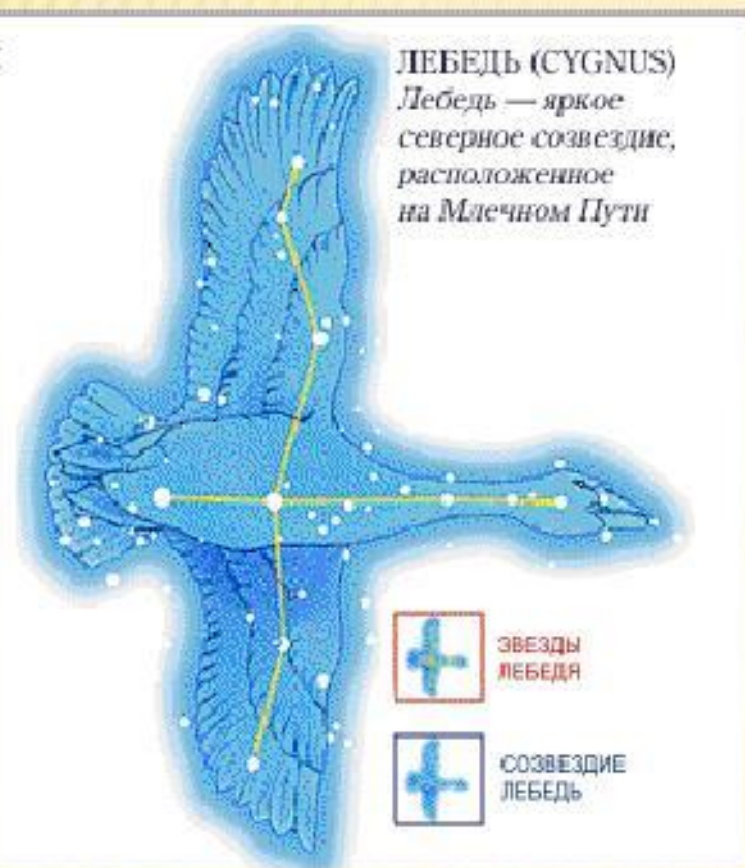 ЛЕБЕДЬ (CYGNUS)
Лебедь — яркое
северное созвездие,
расположенное
на Млечном Пути
ЗВЕЗДЫ
ЛЕБЕДЯ
СОЗВЕЗДИЕ
ЛЕБЕДЬ